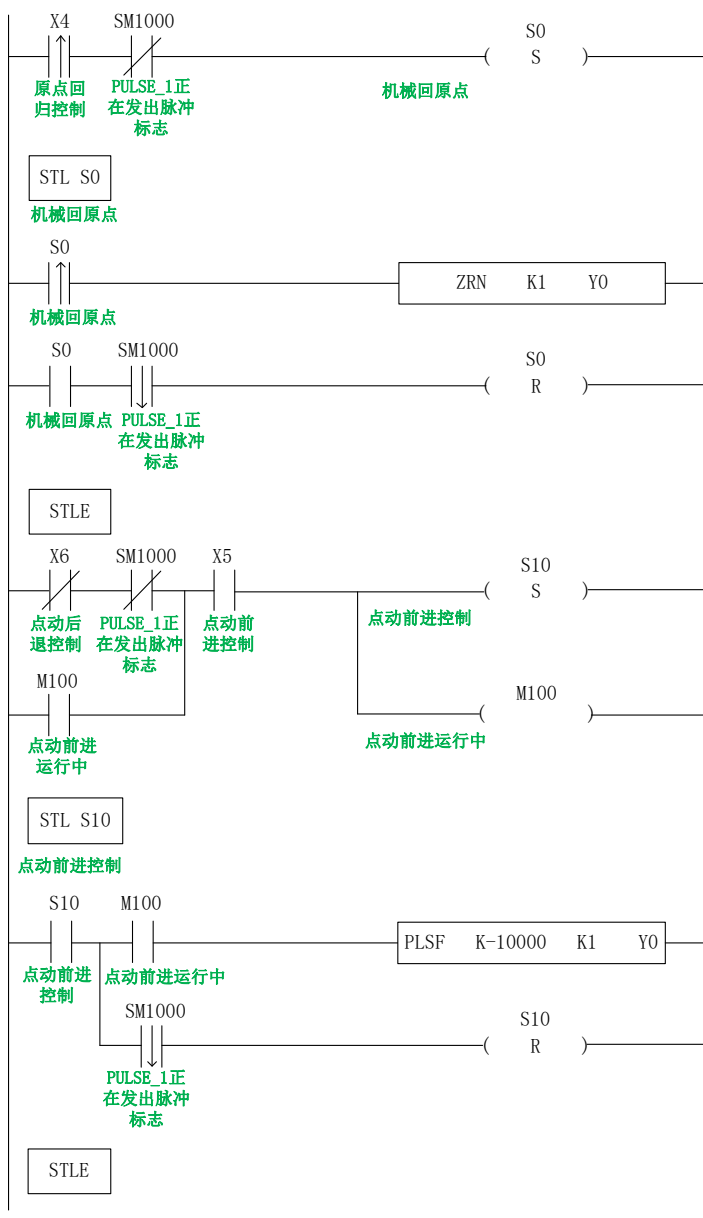 X4 SM1000 S0
( S )
原点回 PULSE_1正 机械回原点
归控制 在发出脉冲
标志
STL S0
机械回原点
S0
ZRN K1 Y0
机械回原点
S0 SM1000 S0
( R )
机械回原点 PULSE_1正
在发出脉冲
标志
STLE
X6 SM1000 X5 S10
( S )
点动后 PULSE_1正 点动前 点动前进控制
退控制 在发出脉冲 进控制
标志
M100 M100
( )
点动前进 点动前进运行中
运行中
STL S10
点动前进控制
S10 M100
PLSF K-10000 K1 Y0
点动前进 点动前进运行中
控制
SM1000 S10
( R )
PULSE_1正
在发出脉冲
标志
STLE